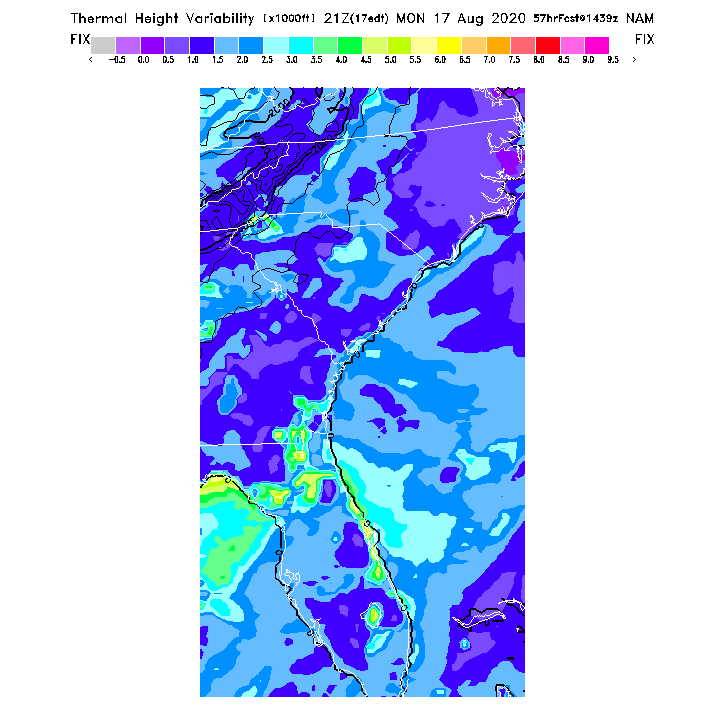 Thermal Height Variability [x1000ft] 21Z(17edt) MON 17 Aug 2020 57hrFcst@1439z NAM
FIX FIX
< -0.5 0.0 0.5 1.0 1.5 2.0 2.5 3.0 3.5 4.0 4.5 5.0 5.5 6.0 6.5 7.0 7.5 8.0 8.5 9.0 9.5 >